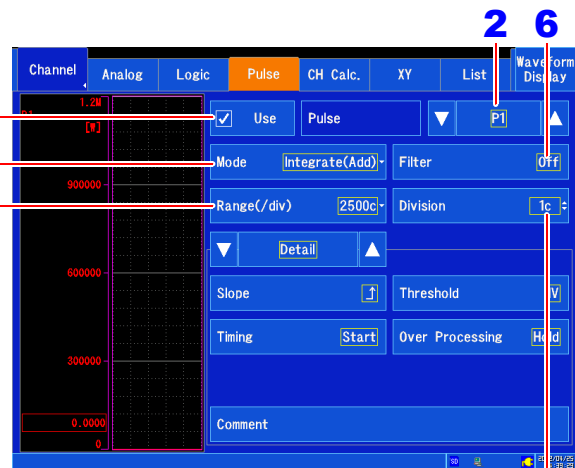 2 6
Channel Analog Logic Pulse CH Calc. XY List Waveform Display
1.2M
[W]
Use Pulse P1
Mode Integrate(Add) Filter Off
900000
Range(/div) 2500c Division 1c
Detail
600000
Slope Threshold
Timing Start Over Processing Hold
300000
0.0000
Comment
0
SD